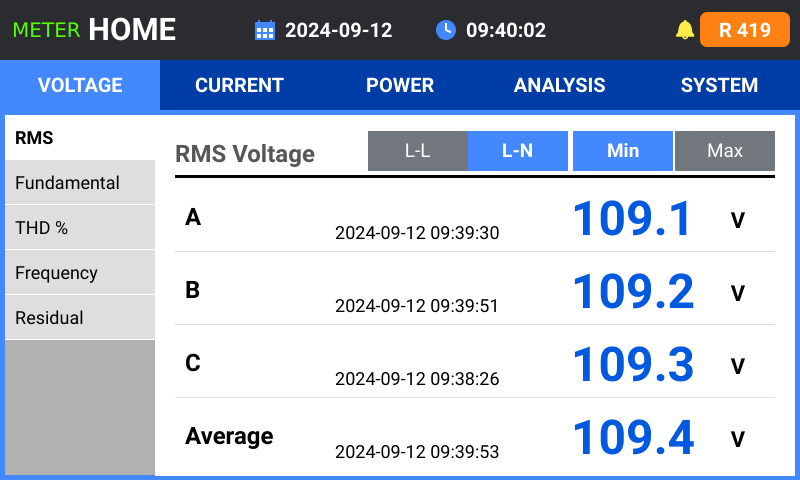 METER HOME 2024-09-12 09:40:02 R 419
VOLTAGE CURRENT POWER ANALYSIS SYSTEM
RMS
Fundamental
THD %
Frequency
Residual
RMS Voltage L-L L-N Min Max
A 2024-09-12 09:39:30 109.1 V
B 2024-09-12 09:39:51 109.2 V
C 2024-09-12 09:38:26 109.3 V
Average 2024-09-12 09:39:53 109.4 V